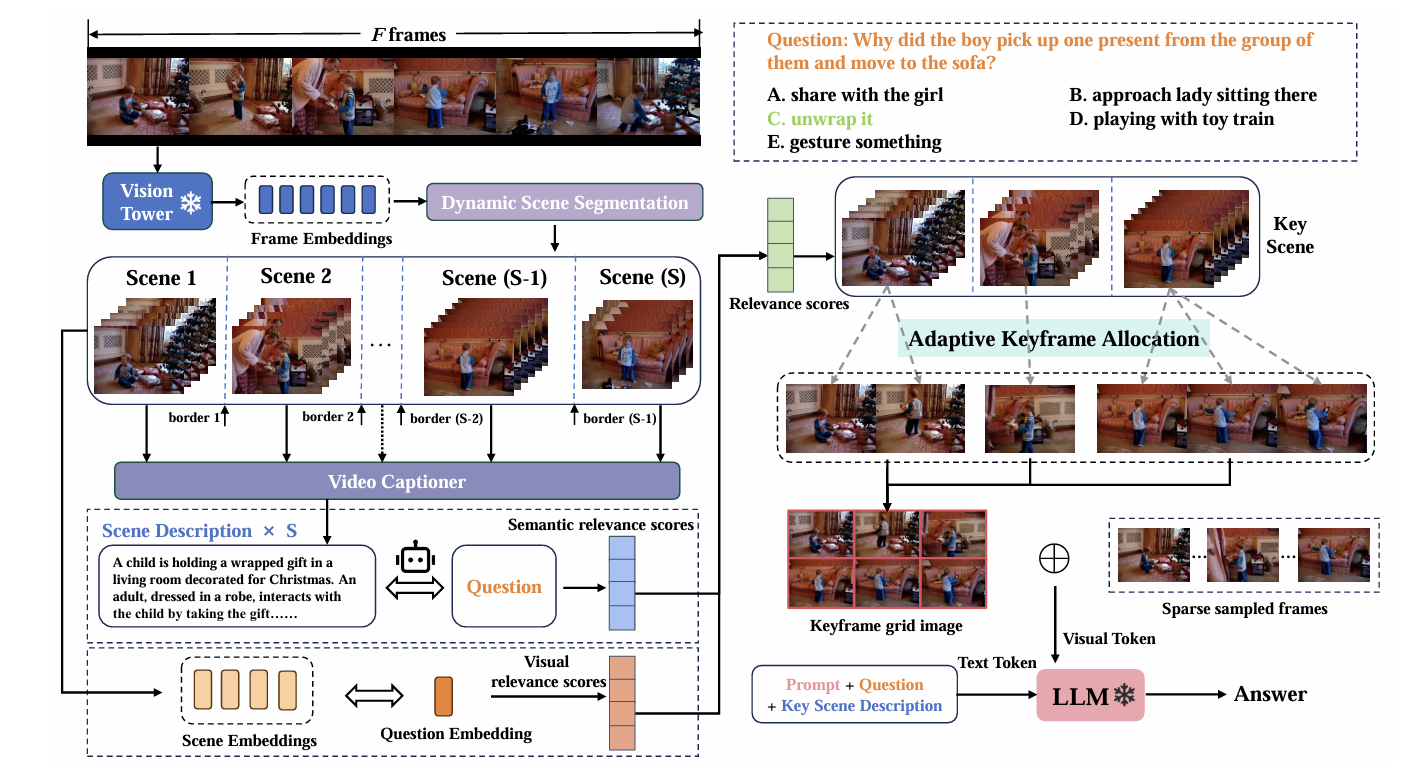 F frames
Question: Why did the boy pick up one present from the group of
them and move to the sofa?
A. share with the girl
B. approach lady sitting there
C. unwrap it
D. playing with toy train
E. gesture something
Vision
Tower
Frame Embeddings
Dynamic Scene Segmentation
Scene 1
Scene 2
Scene (S-1)
Scene (S)
...
border 1
border 2
border (S-2)
border (S-1)
Video Captioner
Scene Description × S
A child is holding a wrapped gift in a
living room decorated for Christmas. An
adult, dressed in a robe, interacts with
the child by taking the gift……
Question
Semantic relevance scores
Scene Embeddings
Question Embedding
Visual
relevance scores
Relevance scores
Key
Scene
Adaptive Keyframe Allocation
Keyframe grid image
...
...
Sparse sampled frames
Visual Token
Text Token
Prompt + Question
+ Key Scene Description
LLM
Answer